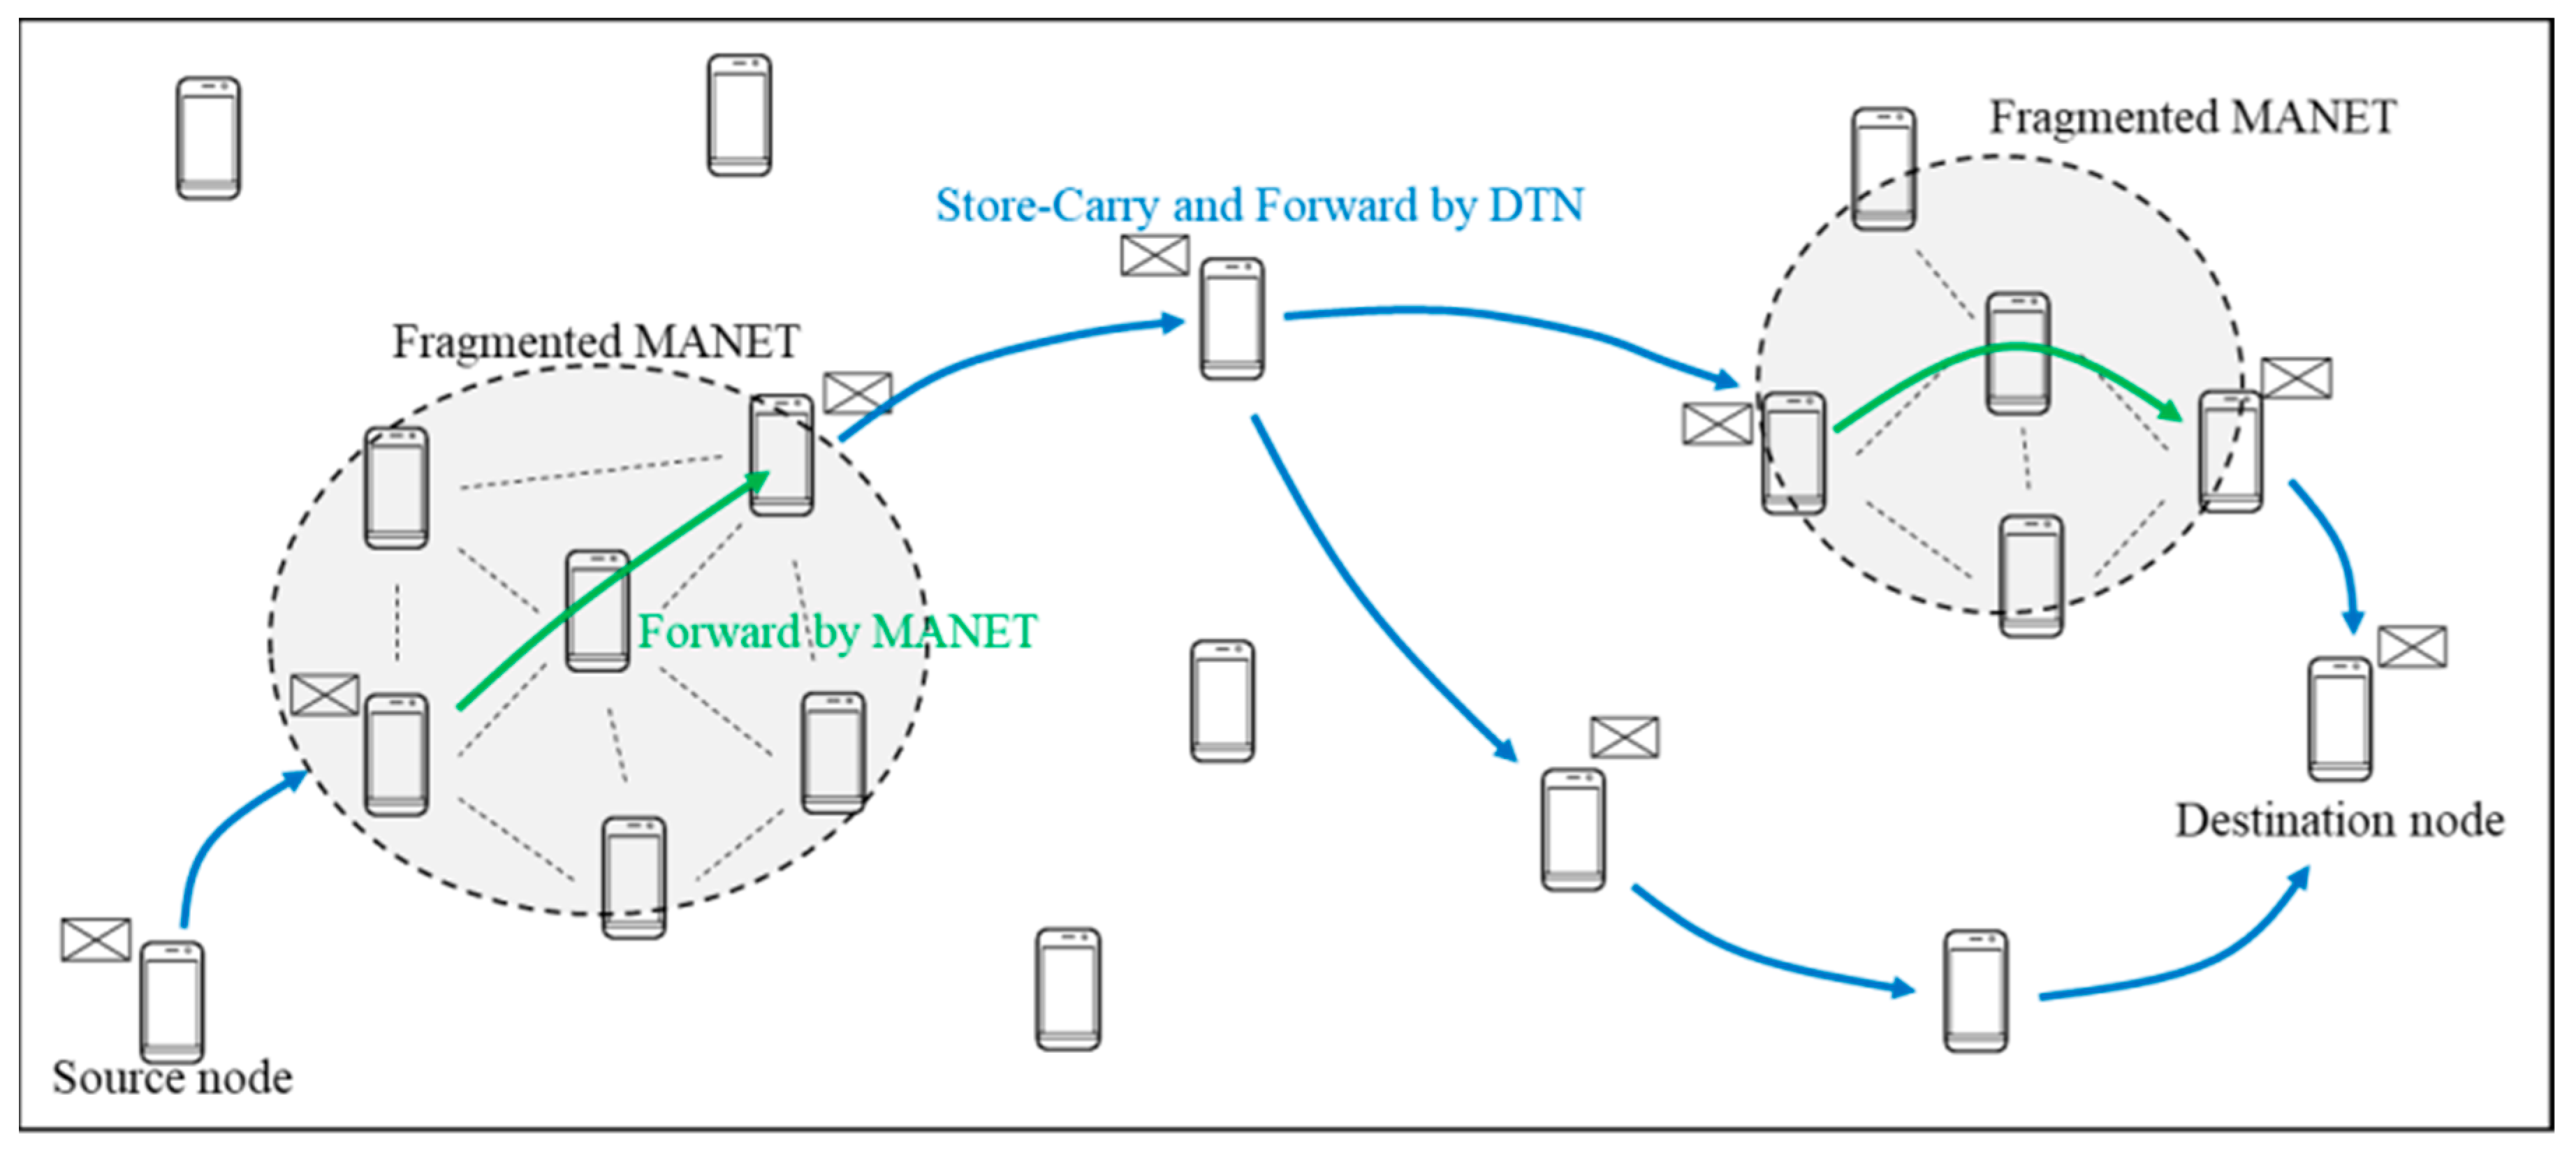 Fragmented MANET
Store-Carry and Forward by DTN
Fragmented MANET
Forward by MANET
Destination node
Source node